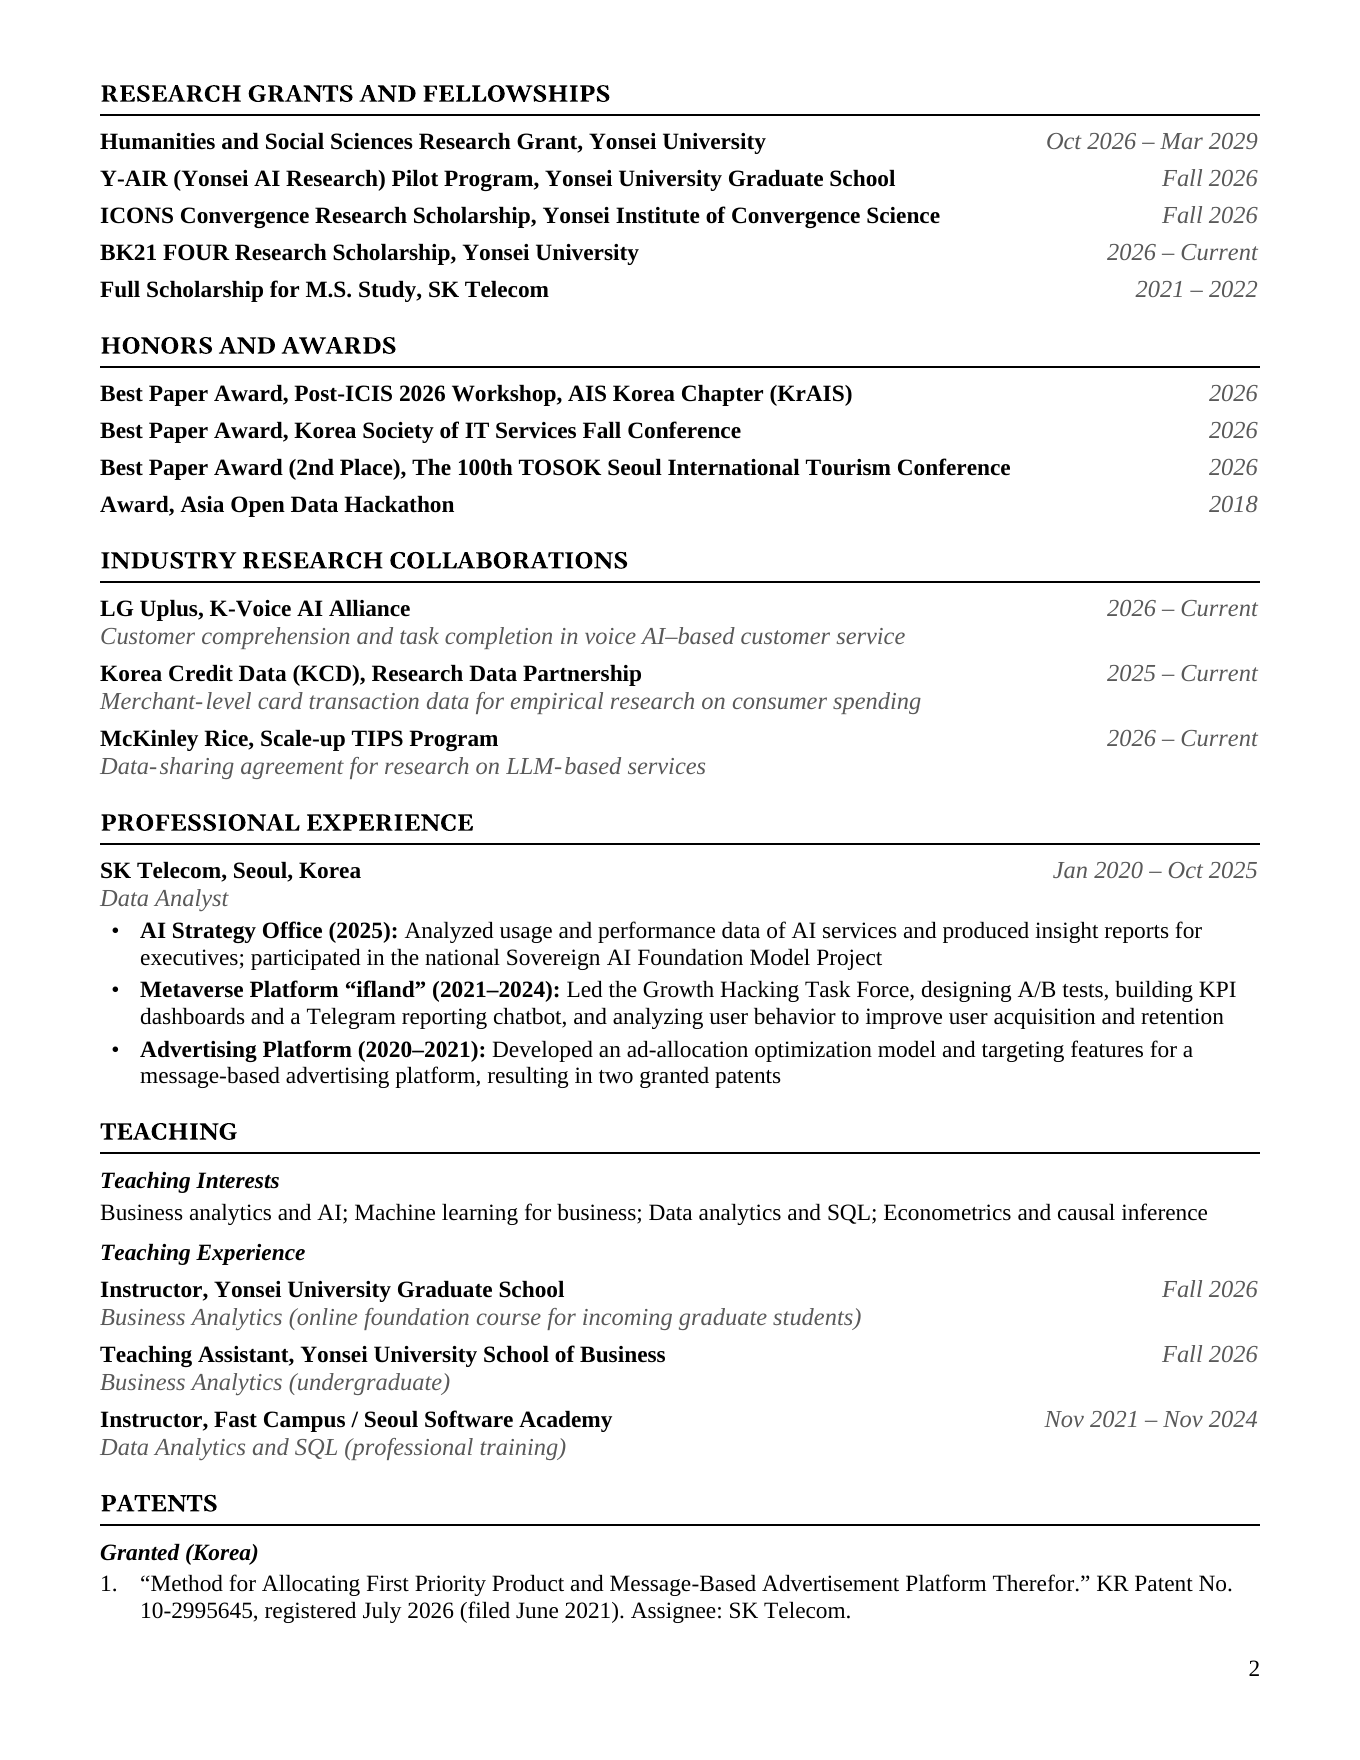 RESEARCH GRANTS AND FELLOWSHIPS
Humanities and Social Sciences Research Grant, Yonsei University Oct 2026 – Mar 2029
Y-AIR (Yonsei AI Research) Pilot Program, Yonsei University Graduate School Fall 2026
ICONS Convergence Research Scholarship, Yonsei Institute of Convergence Science Fall 2026
BK21 FOUR Research Scholarship, Yonsei University 2026 – Current
Full Scholarship for M.S. Study, SK Telecom 2021 – 2022
HONORS AND AWARDS
Best Paper Award, Post-ICIS 2026 Workshop, AIS Korea Chapter (KrAIS) 2026
Best Paper Award, Korea Society of IT Services Fall Conference 2026
Best Paper Award (2nd Place), The 100th TOSOK Seoul International Tourism Conference 2026
Award, Asia Open Data Hackathon 2018
INDUSTRY RESEARCH COLLABORATIONS
LG Uplus, K-Voice AI Alliance 2026 – Current
Customer comprehension and task completion in voice AI–based customer service
Korea Credit Data (KCD), Research Data Partnership 2025 – Current
Merchant-level card transaction data for empirical research on consumer spending
McKinley Rice, Scale-up TIPS Program 2026 – Current
Data-sharing agreement for research on LLM-based services
PROFESSIONAL EXPERIENCE
SK Telecom, Seoul, Korea Jan 2020 – Oct 2025
Data Analyst
• AI Strategy Office (2025): Analyzed usage and performance data of AI services and produced insight reports for
executives; participated in the national Sovereign AI Foundation Model Project
• Metaverse Platform “ifland” (2021–2024): Led the Growth Hacking Task Force, designing A/B tests, building KPI
dashboards and a Telegram reporting chatbot, and analyzing user behavior to improve user acquisition and retention
• Advertising Platform (2020–2021): Developed an ad-allocation optimization model and targeting features for a
message-based advertising platform, resulting in two granted patents
TEACHING
Teaching Interests
Business analytics and AI; Machine learning for business; Data analytics and SQL; Econometrics and causal inference
Teaching Experience
Instructor, Yonsei University Graduate School Fall 2026
Business Analytics (online foundation course for incoming graduate students)
Teaching Assistant, Yonsei University School of Business Fall 2026
Business Analytics (undergraduate)
Instructor, Fast Campus / Seoul Software Academy Nov 2021 – Nov 2024
Data Analytics and SQL (professional training)
PATENTS
Granted (Korea)
1. “Method for Allocating First Priority Product and Message-Based Advertisement Platform Therefor.” KR Patent No.
10-2995645, registered July 2026 (filed June 2021). Assignee: SK Telecom.
2